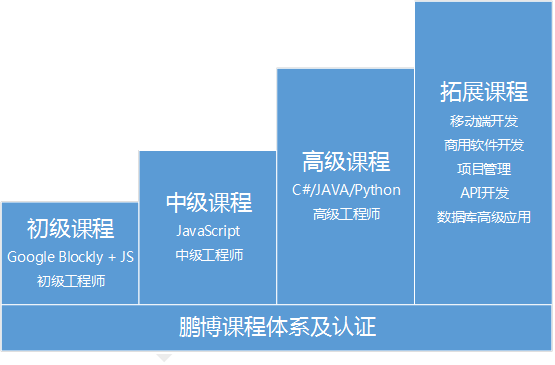 初级课程
Google Blockly + JS
初级工程师
中级课程
JavaScript
中级工程师
高级课程
C#/JAVA/Python
高级工程师
拓展课程
移动端开发
商用软件开发
项目管理
API开发
数据库高级应用
鹏博课程体系及认证